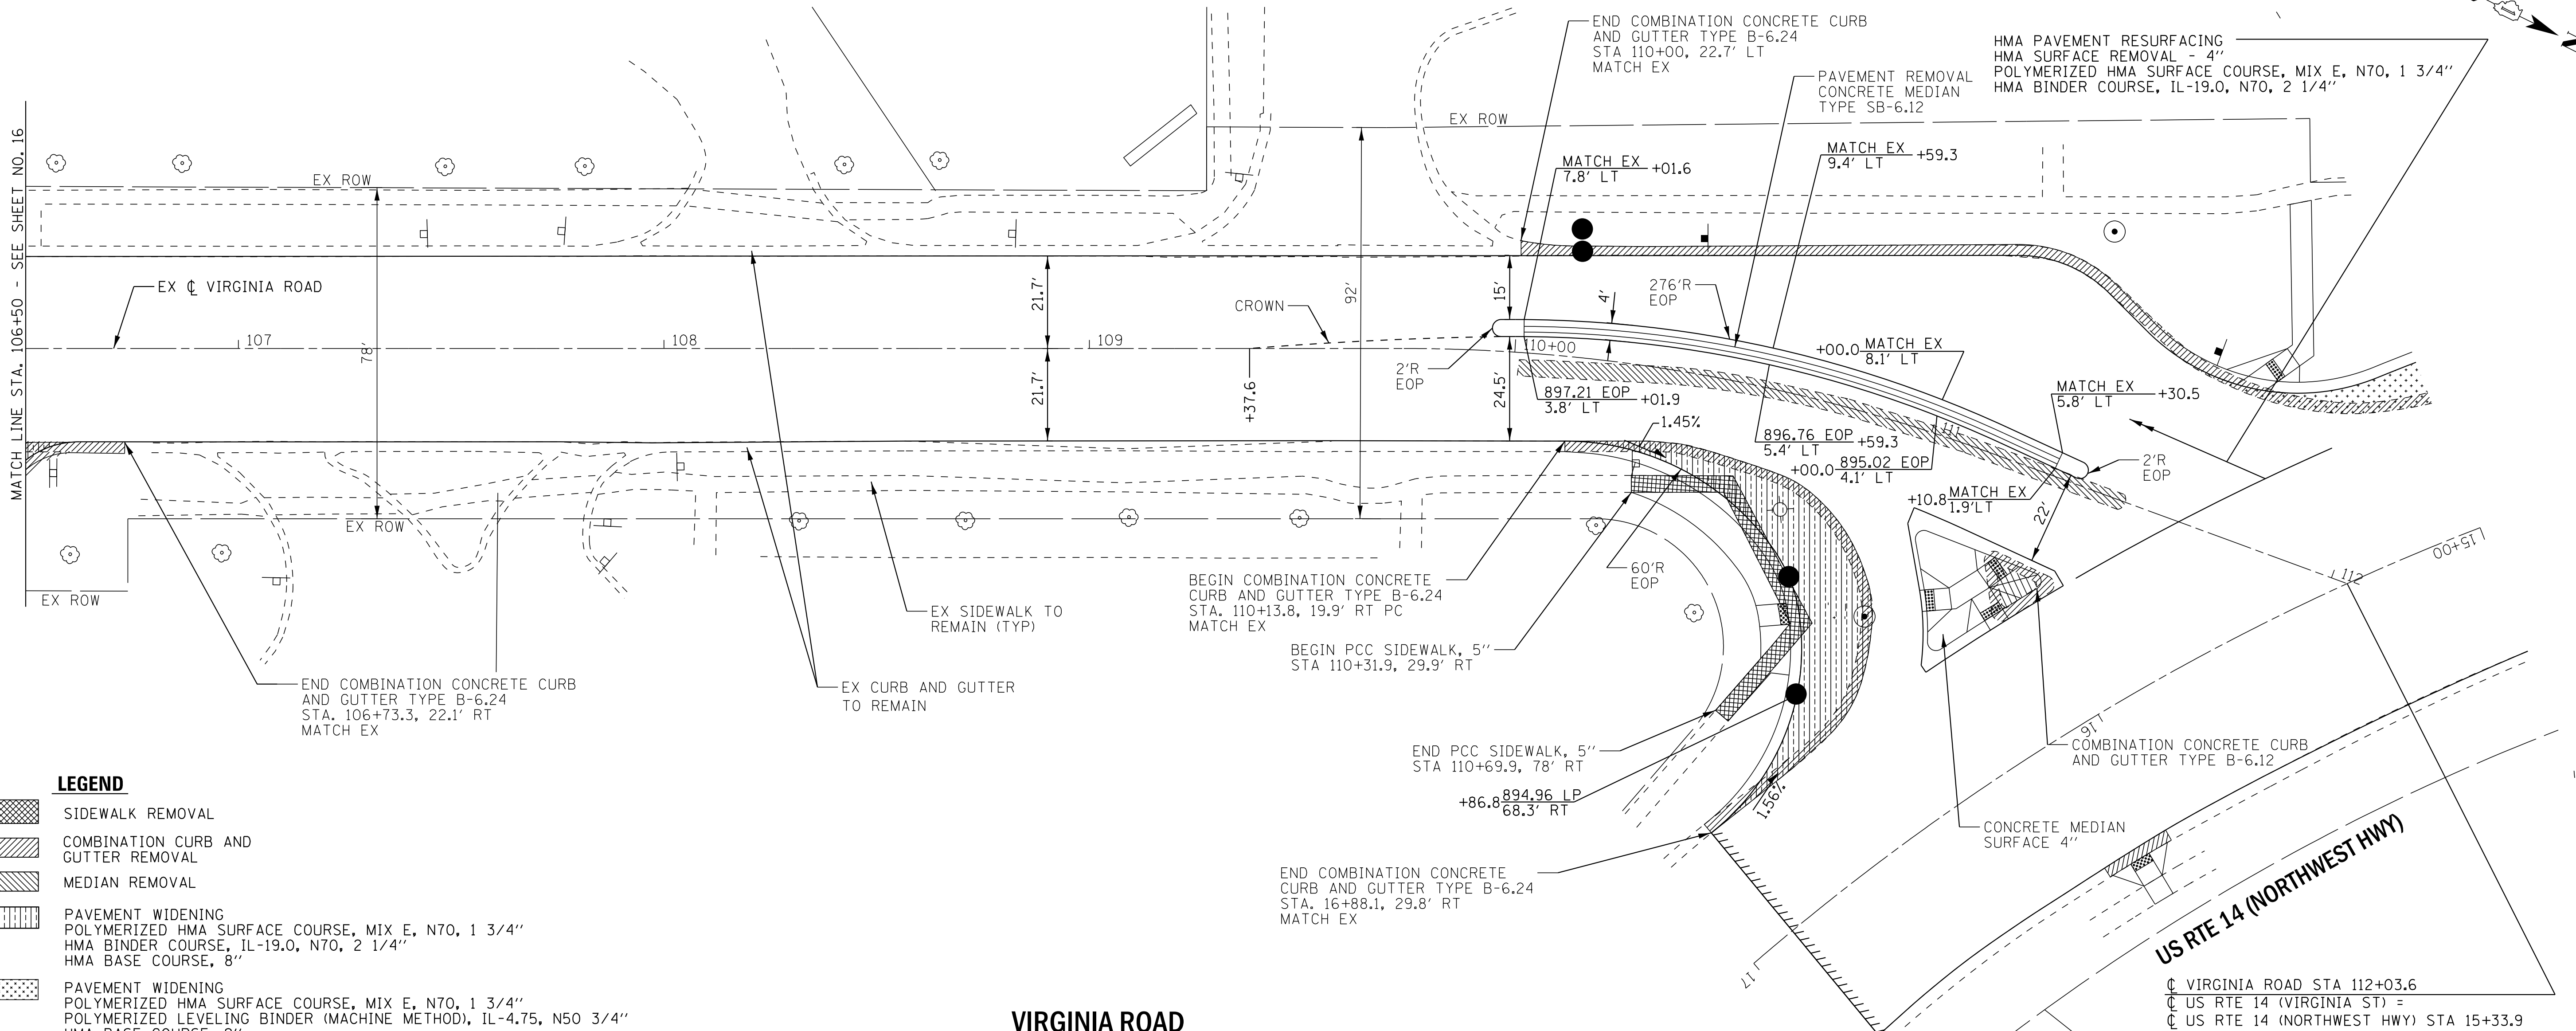 MATCH LINE STA. 106+50 - SEE SHEET NO. 16
END COMBINATION CONCRETE CURB
AND GUTTER TYPE B-6.24
STA 110+00, 22.7' LT
MATCH EX
PAVEMENT REMOVAL
CONCRETE MEDIAN
TYPE SB-6.12
HMA PAVEMENT RESURFACING
HMA SURFACE REMOVAL - 4"
POLYMERIZED HMA SURFACE COURSE, MIX E, N70, 1 3/4"
HMA BINDER COURSE, IL-19.0, N70, 2 1/4"
EX ROW
EX ROW
MATCH EX
7.8' LT
+01.6
MATCH EX
9.4' LT
+59.3
EX ℄ VIRGINIA ROAD
107
108
109
110+00
111
112
78'
21.7'
21.7'
CROWN
+37.6
92'
15'
24.5'
4'
276'R
EOP
2'R
EOP
+00.0
MATCH EX
8.1' LT
MATCH EX
5.8' LT
+30.5
897.21 EOP
3.8' LT
+01.9
1.45%
896.76 EOP
5.4' LT
+59.3
+00.0
895.02 EOP
4.1' LT
+10.8
MATCH EX
1.9'LT
2'R
EOP
22'
15+00
EX ROW
EX ROW
60'R
EOP
BEGIN COMBINATION CONCRETE
CURB AND GUTTER TYPE B-6.24
STA. 110+13.8, 19.9' RT PC
MATCH EX
EX SIDEWALK TO
REMAIN (TYP)
BEGIN PCC SIDEWALK, 5"
STA 110+31.9, 29.9' RT
END COMBINATION CONCRETE CURB
AND GUTTER TYPE B-6.24
STA. 106+73.3, 22.1' RT
MATCH EX
EX CURB AND GUTTER
TO REMAIN
END PCC SIDEWALK, 5"
STA 110+69.9, 78' RT
+86.8
894.96 LP
68.3' RT
1.56%
16
COMBINATION CONCRETE CURB
AND GUTTER TYPE B-6.12
CONCRETE MEDIAN
SURFACE 4"
END COMBINATION CONCRETE
CURB AND GUTTER TYPE B-6.24
STA. 16+88.1, 29.8' RT
MATCH EX
17
US RTE 14 (NORTHWEST HWY)
℄ VIRGINIA ROAD STA 112+03.6
℄ US RTE 14 (VIRGINIA ST) =
℄ US RTE 14 (NORTHWEST HWY) STA 15+33.9
LEGEND
SIDEWALK REMOVAL
COMBINATION CURB AND
GUTTER REMOVAL
MEDIAN REMOVAL
PAVEMENT WIDENING
POLYMERIZED HMA SURFACE COURSE, MIX E, N70, 1 3/4"
HMA BINDER COURSE, IL-19.0, N70, 2 1/4"
HMA BASE COURSE, 8"
PAVEMENT WIDENING
POLYMERIZED HMA SURFACE COURSE, MIX E, N70, 1 3/4"
POLYMERIZED LEVELING BINDER (MACHINE METHOD), IL-4.75, N50 3/4"
VIRGINIA ROAD